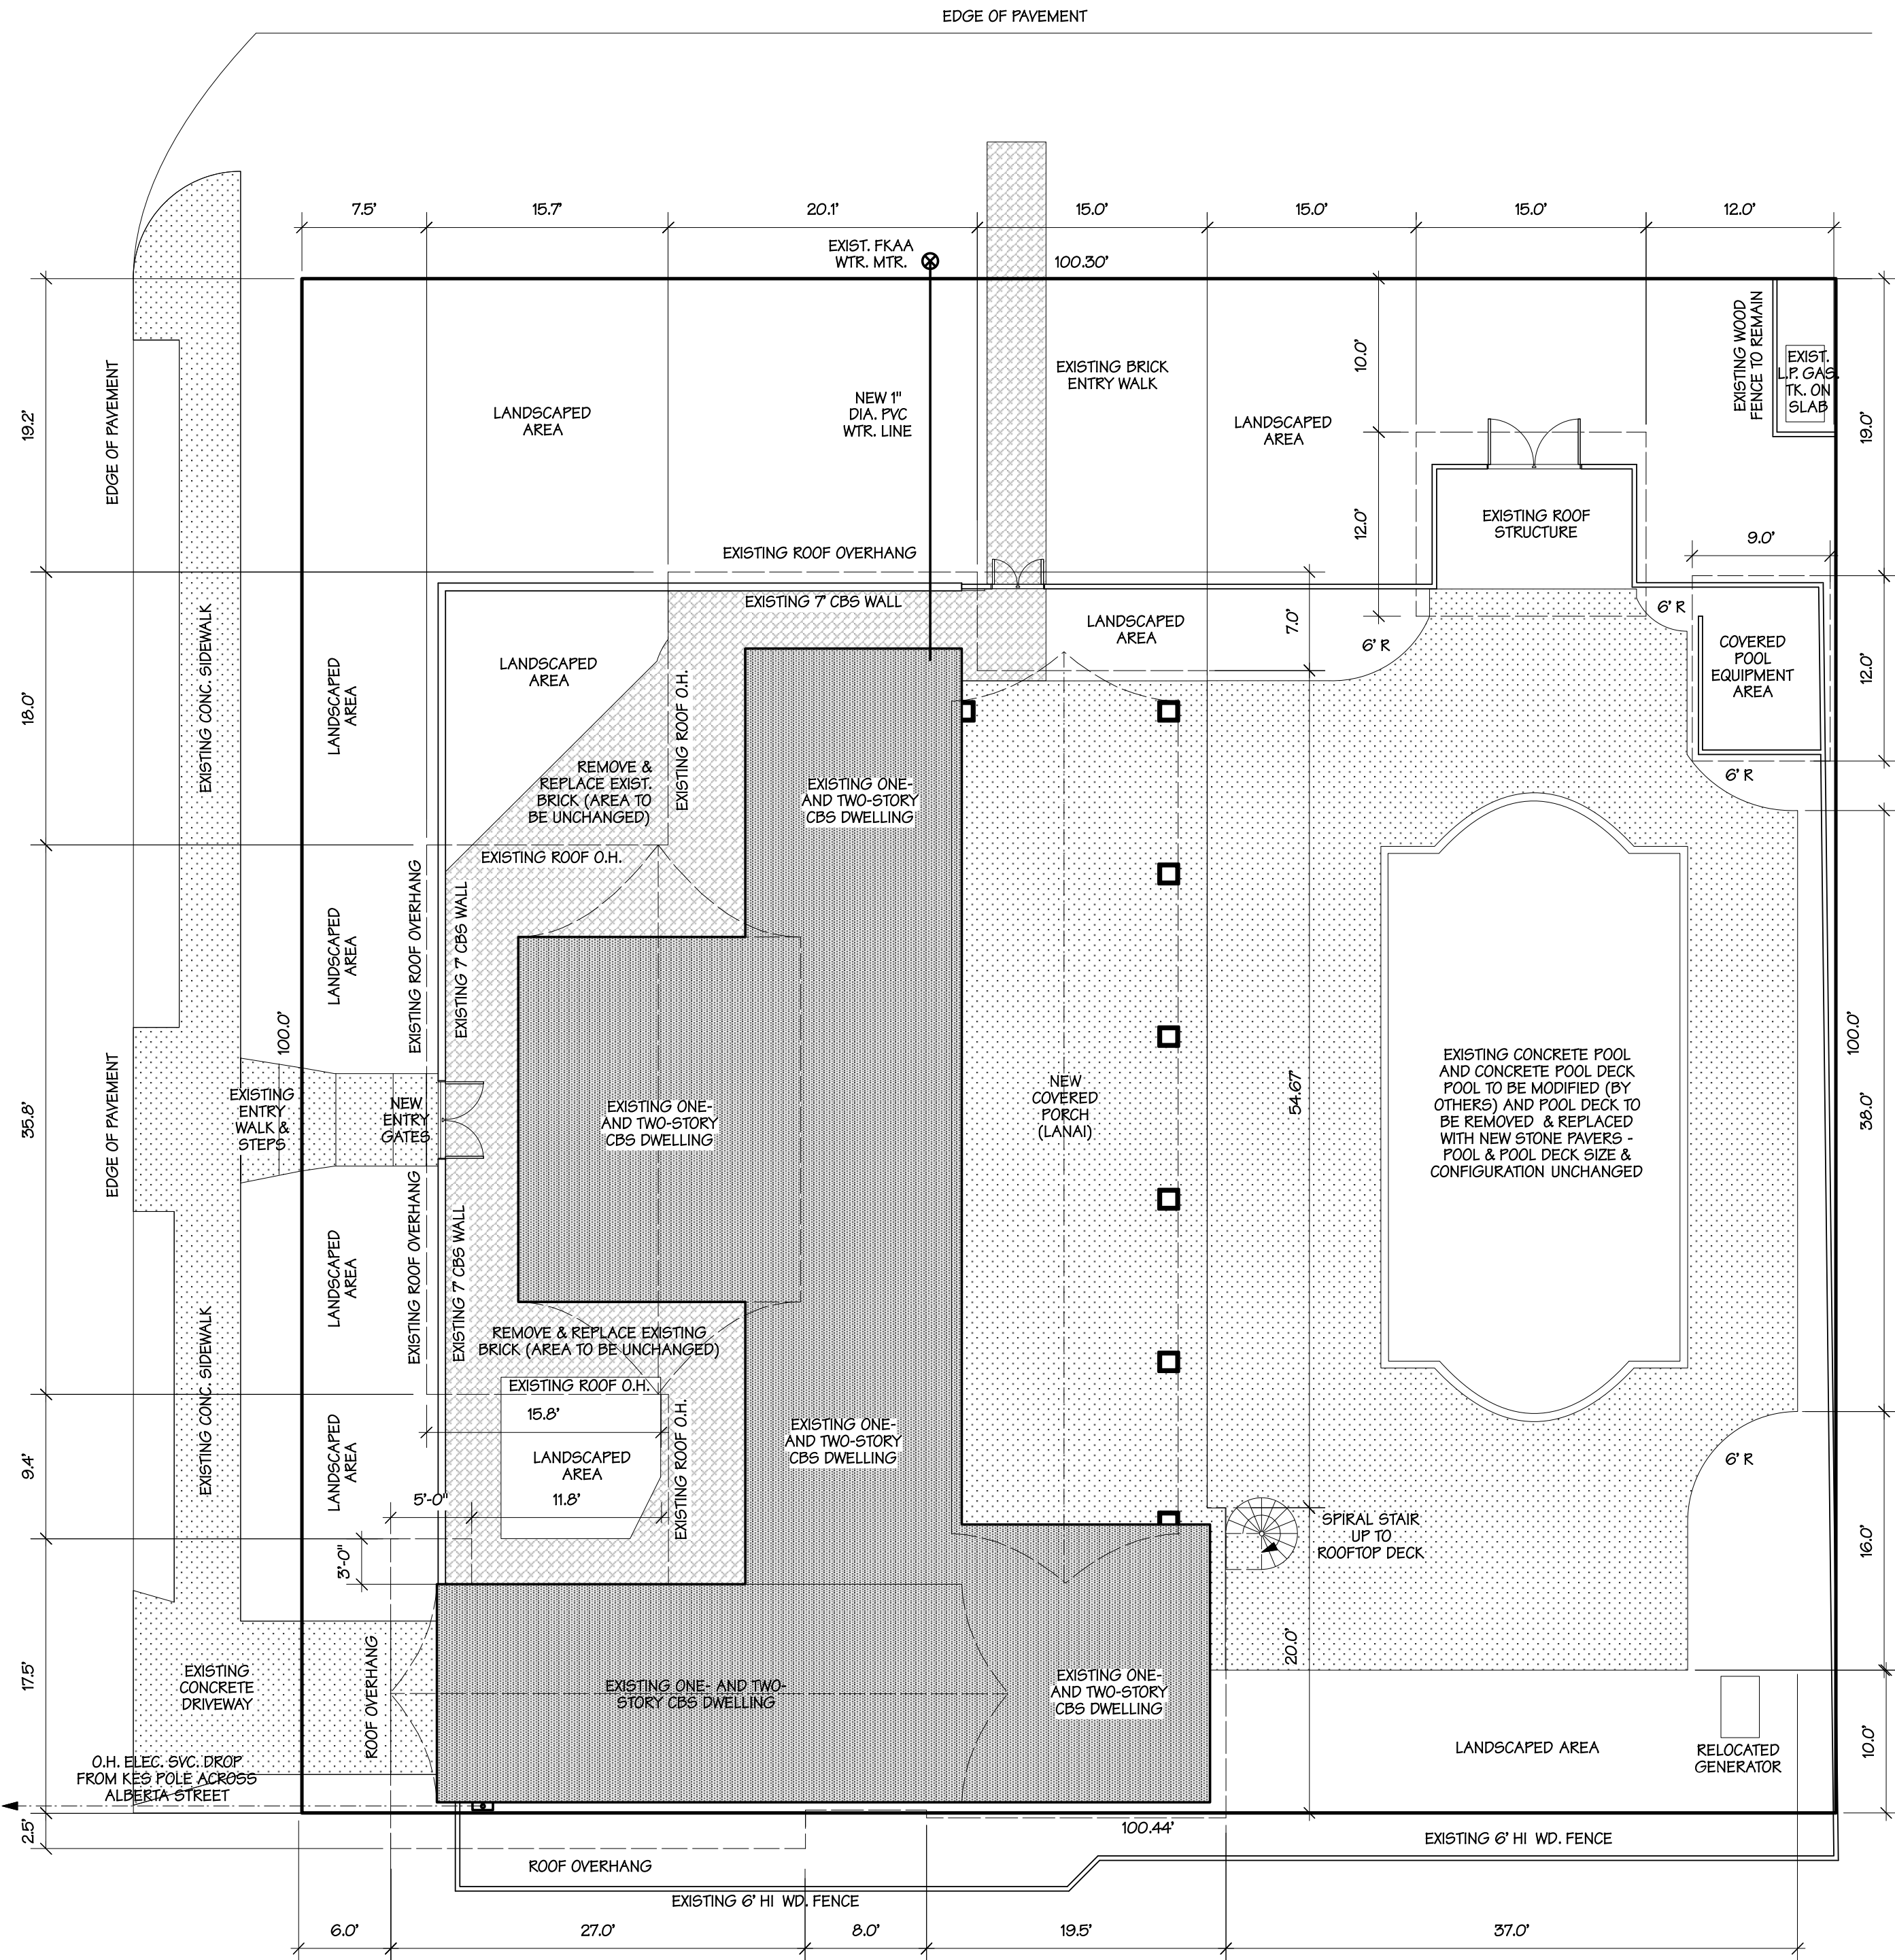 EDGE OF PAVEMENT
7.5'
15.7'
20.1'
15.0'
15.0'
15.0'
12.0'
EXIST. FKAA
WTR. MTR.
100.30'
19.2'
EDGE OF PAVEMENT
LANDSCAPED
AREA
NEW 1"
DIA. PVC
WTR. LINE
EXISTING BRICK
ENTRY WALK
LANDSCAPED
AREA
10.0'
EXISTING WOOD
FENCE TO REMAIN
EXIST.
L.P. GAS.
TK. ON
SLAB
19.0'
12.0'
EXISTING ROOF
STRUCTURE
9.0'
EXISTING ROOF OVERHANG
EXISTING 7' CBS WALL
EXISTING CONC. SIDEWALK
18.0'
LANDSCAPED
AREA
LANDSCAPED
AREA
LANDSCAPED
AREA
7.0'
6' R
6' R
COVERED
POOL
EQUIPMENT
AREA
12.0'
6' R
EXISTING ROOF O.H.
REMOVE &
REPLACE EXIST.
BRICK (AREA TO
BE UNCHANGED)
EXISTING ONE-
AND TWO-STORY
CBS DWELLING
EXISTING ROOF O.H.
LANDSCAPED
AREA
EXISTING ROOF OVERHANG
EXISTING 7' CBS WALL
100.0'
35.8'
EDGE OF PAVEMENT
EXISTING
ENTRY
WALK &
STEPS
NEW
ENTRY
GATES
EXISTING ONE-
AND TWO-STORY
CBS DWELLING
NEW
COVERED
PORCH
(LANAI)
54.67'
EXISTING CONCRETE POOL
AND CONCRETE POOL DECK
POOL TO BE MODIFIED (BY
OTHERS) AND POOL DECK TO
BE REMOVED & REPLACED
WITH NEW STONE PAVERS -
POOL & POOL DECK SIZE &
CONFIGURATION UNCHANGED
100.0'
38.0'
LANDSCAPED
AREA
EXISTING ROOF OVERHANG
EXISTING 7' CBS WALL
EXISTING CONC. SIDEWALK
REMOVE & REPLACE EXISTING
BRICK (AREA TO BE UNCHANGED)
EXISTING ROOF O.H.
15.8'
LANDSCAPED
AREA
11.8'
5'-0"
3'-0"
EXISTING ROOF O.H.
9.4'
LANDSCAPED
AREA
EXISTING ONE-
AND TWO-STORY
CBS DWELLING
6' R
SPIRAL STAIR
UP TO
ROOFTOP DECK
16.0'
17.5'
EXISTING
CONCRETE
DRIVEWAY
ROOF OVERHANG
EXISTING ONE- AND TWO-
STORY CBS DWELLING
EXISTING ONE-
AND TWO-STORY
CBS DWELLING
20.0'
LANDSCAPED AREA
RELOCATED
GENERATOR
10.0'
O.H. ELEC. SVC. DROP
FROM KES POLE ACROSS
ALBERTA STREET
2.5'
100.44'
EXISTING 6' HI WD. FENCE
ROOF OVERHANG
EXISTING 6' HI WD. FENCE
6.0'
27.0'
8.0'
19.5'
37.0'